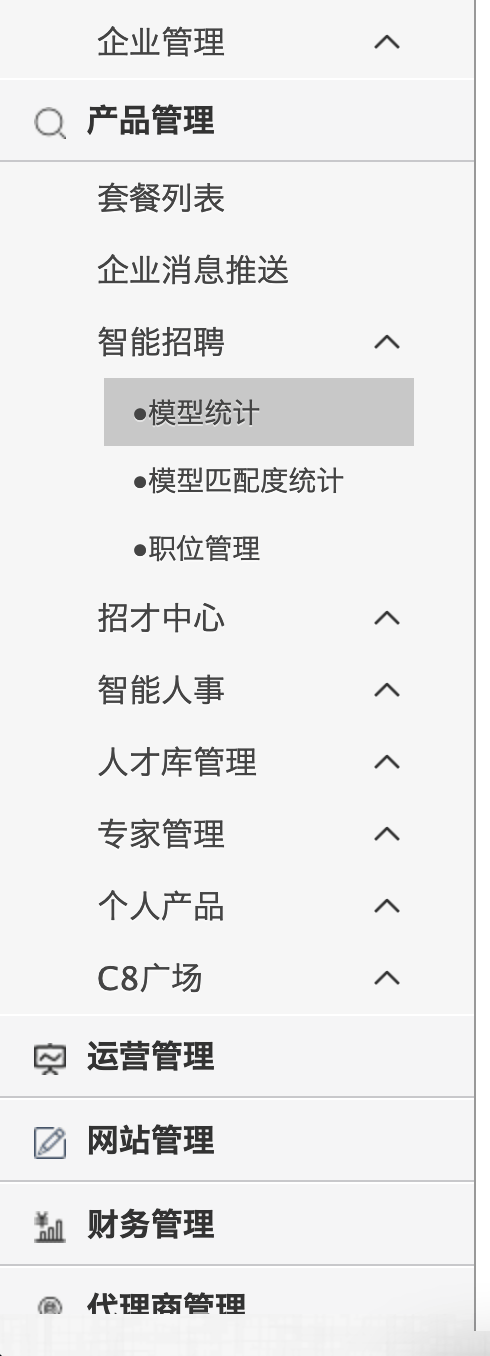 企业管理
产品管理
套餐列表
企业消息推送
智能招聘
●模型统计
●模型匹配度统计
●职位管理
招才中心
智能人事
人才库管理
专家管理
个人产品
C8广场
运营管理
网站管理
财务管理
代理商管理